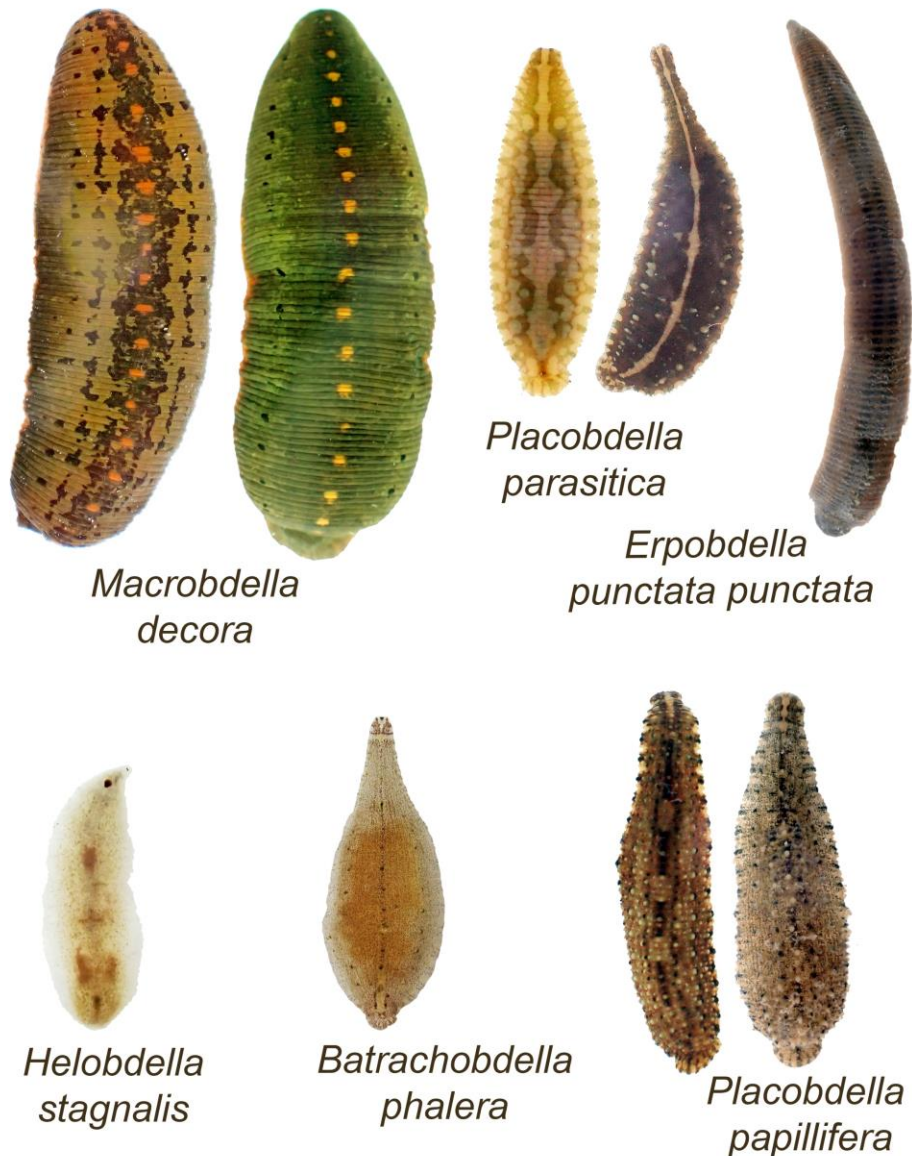 Macrobdella
decora
Placobdella
parasitica
Erpobdella
punctata punctata
Helobdella
stagnalis
Batrachobdella
phalera
Placobdella
papillifera